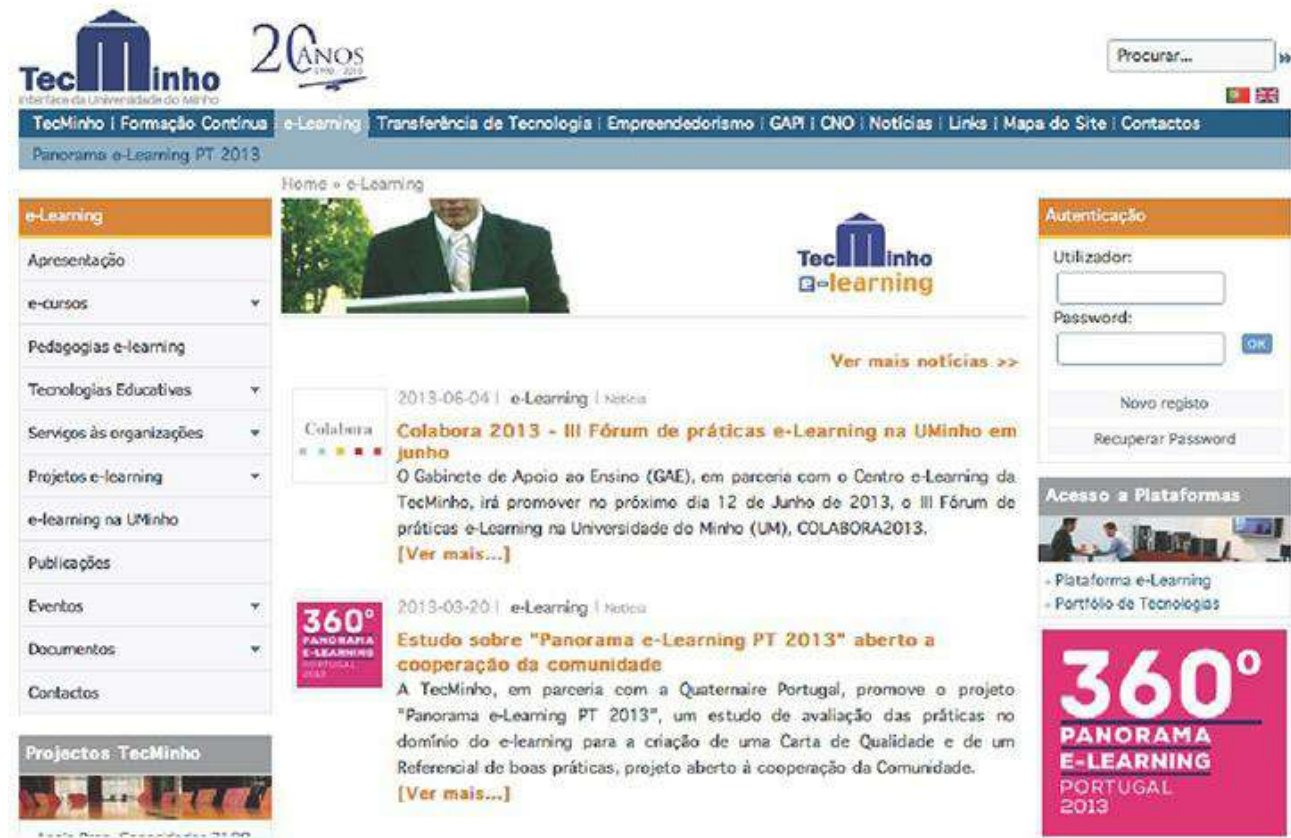 TecMinho
Interface da Universidade do Minho
20 ANOS
1990 - 2010
Procurar...
TecMinho | Formação Contínua | e-Learning | Transferência de Tecnologia | Empreendedorismo | GAPI | CNO | Notícias | Links | Mapa do Site | Contactos
Panorama e-Learning PT 2013
Home » e-Learning
e-Learning
Apresentação
e-cursos
Pedagogias e-learning
Tecnologias Educativas
Serviços às organizações
Projetos e-learning
e-learning na UMinho
Publicações
Eventos
Documentos
Contactos
Projectos TecMinho
TecMinho
e-learning
Ver mais notícias >>
2013-06-04 | e-Learning | Notícia
Colabora
Colabora 2013 - III Fórum de práticas e-Learning na UMinho em
junho
O Gabinete de Apoio ao Ensino (GAE), em parceria com o Centro e-Learning da
TecMinho, irá promover no próximo dia 12 de Junho de 2013, o III Fórum de
práticas e-Learning na Universidade do Minho (UM), COLABORA2013.
[Ver mais...]
2013-03-20 | e-Learning | Notícia
360º
PANORAMA
E-LEARNING
PORTUGAL
2013
Estudo sobre "Panorama e-Learning PT 2013" aberto a
cooperação da comunidade
A TecMinho, em parceria com a Quaternaire Portugal, promove o projeto
"Panorama e-Learning PT 2013", um estudo de avaliação das práticas no
domínio do e-learning para a criação de uma Carta de Qualidade e de um
Referencial de boas práticas, projeto aberto à cooperação da Comunidade.
[Ver mais...]
Autenticação
Utilizador:
Password:
OK
Novo registo
Recuperar Password
Acesso a Plataformas
- Plataforma e-Learning
- Portfólio de Tecnologias
360º
PANORAMA
E-LEARNING
PORTUGAL
2013